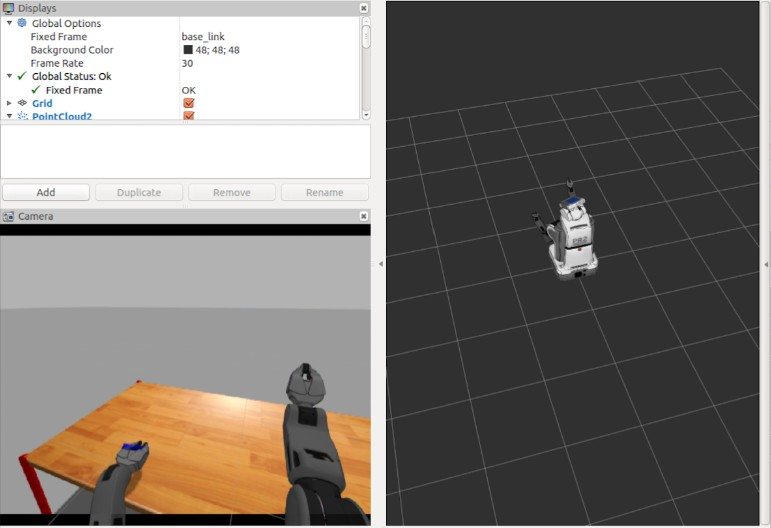 Displays
Global Options
Fixed Frame base_link
Background Color 48; 48; 48
Frame Rate 30
Global Status: Ok
Fixed Frame OK
Grid
PointCloud2
Add Duplicate Remove Rename
Camera